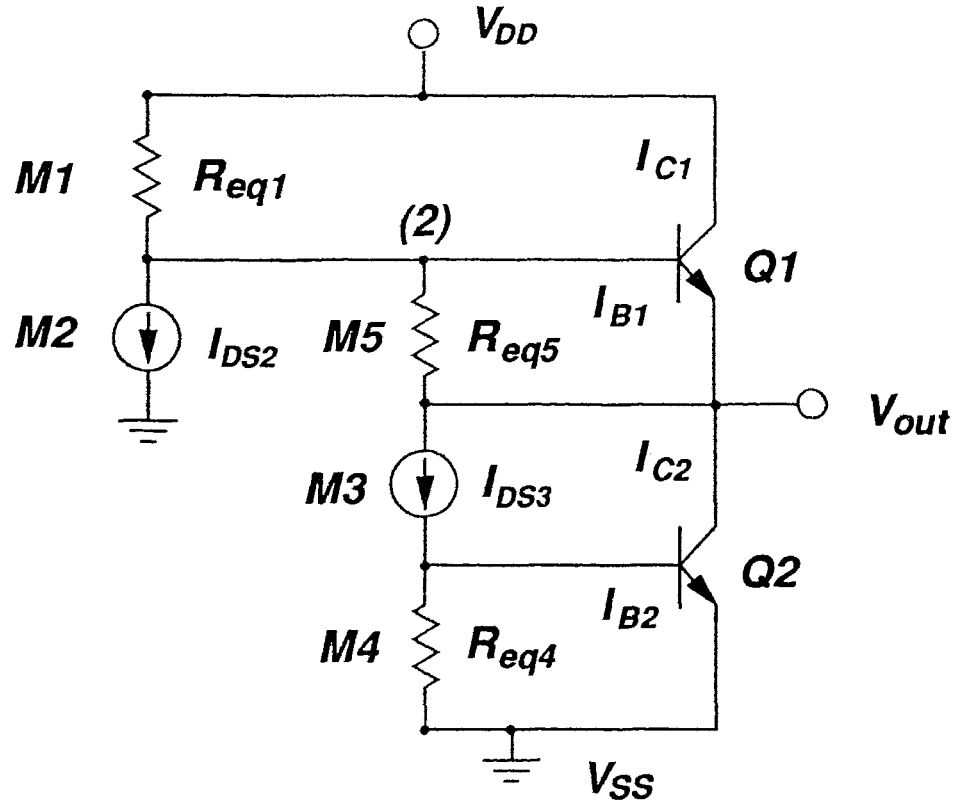 V_DD
I_C1
M1 R_eq1
(2)
Q1
I_B1
M2 I_DS2 M5 R_eq5
V_out
I_C2
M3 I_DS3
Q2
I_B2
M4 R_eq4
V_SS